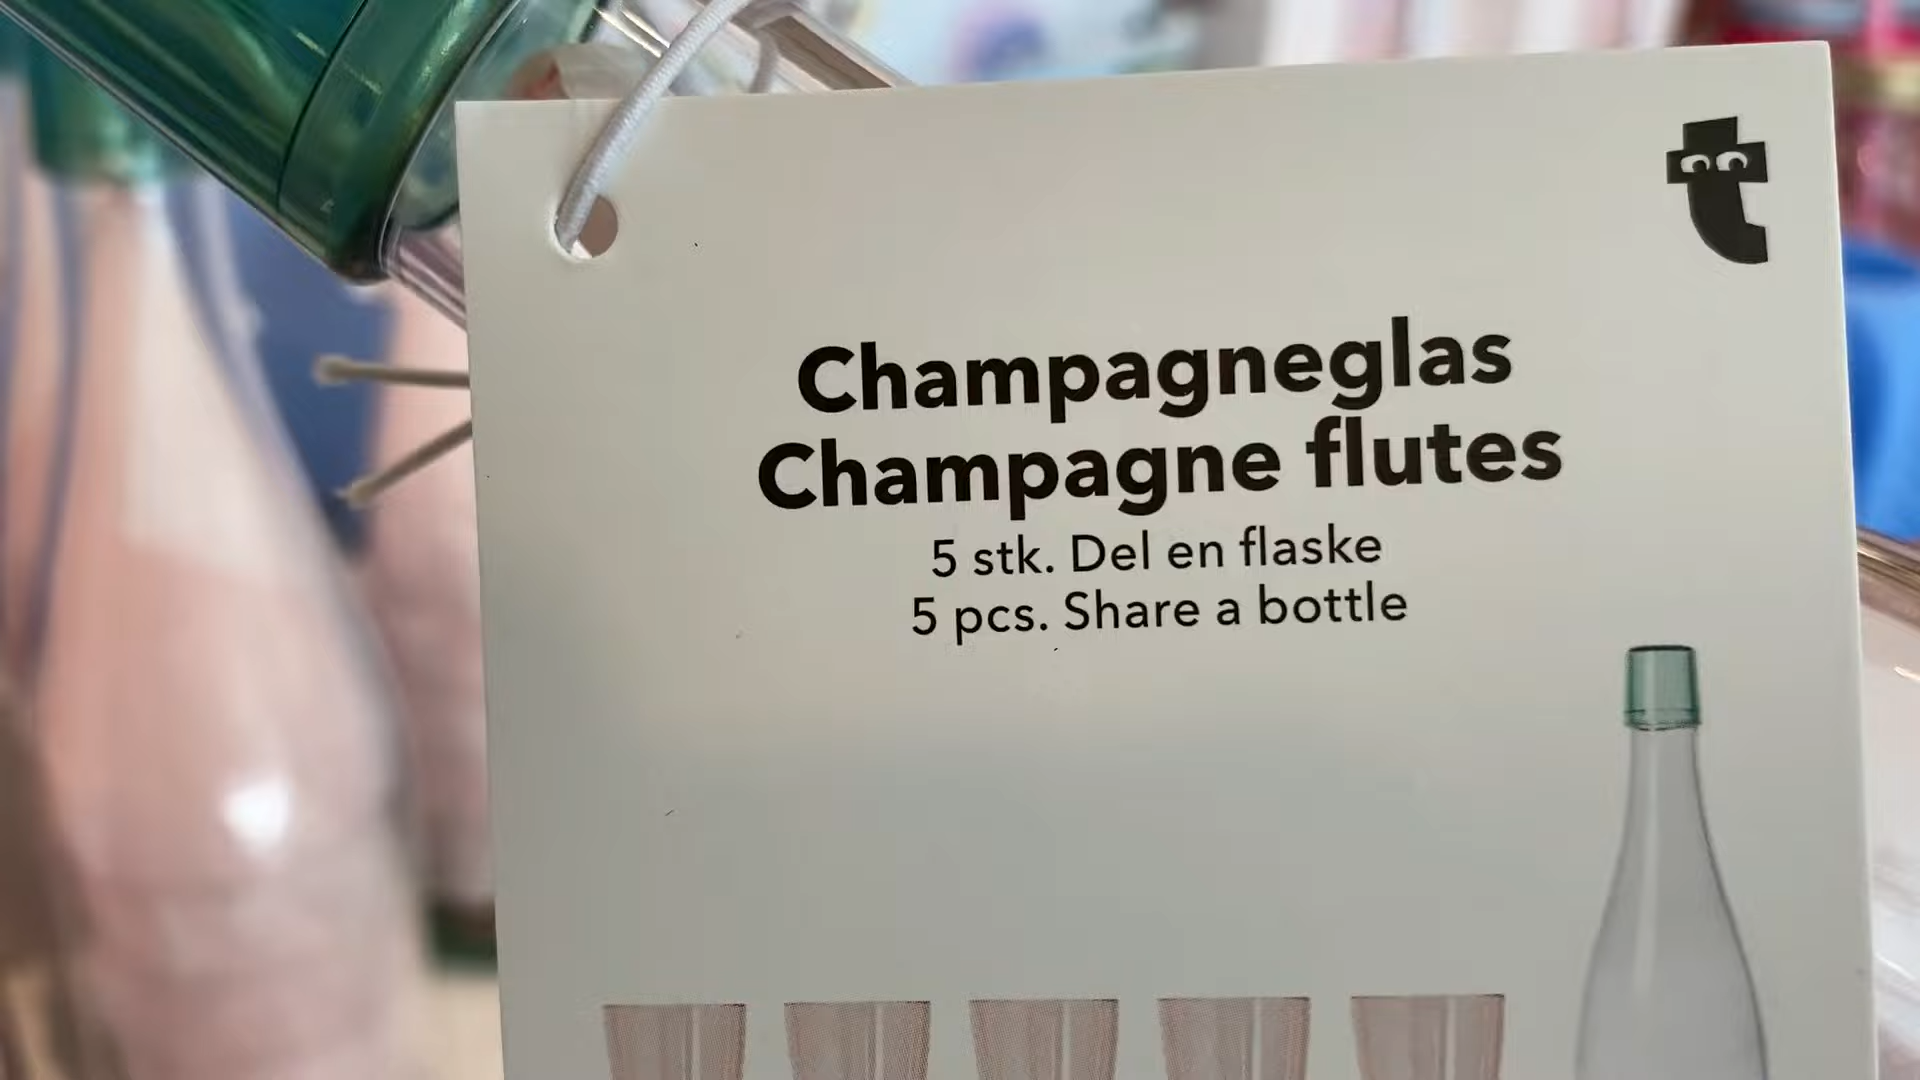 Champagneglas
Champagne flutes
5 stk. Del en flaske
5 pcs. Share a bottle